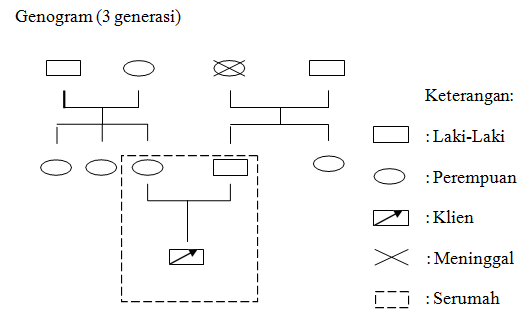 Genogram (3 generasi)
Keterangan:
: Laki-Laki
: Perempuan
: Klien
: Meninggal
: Serumah